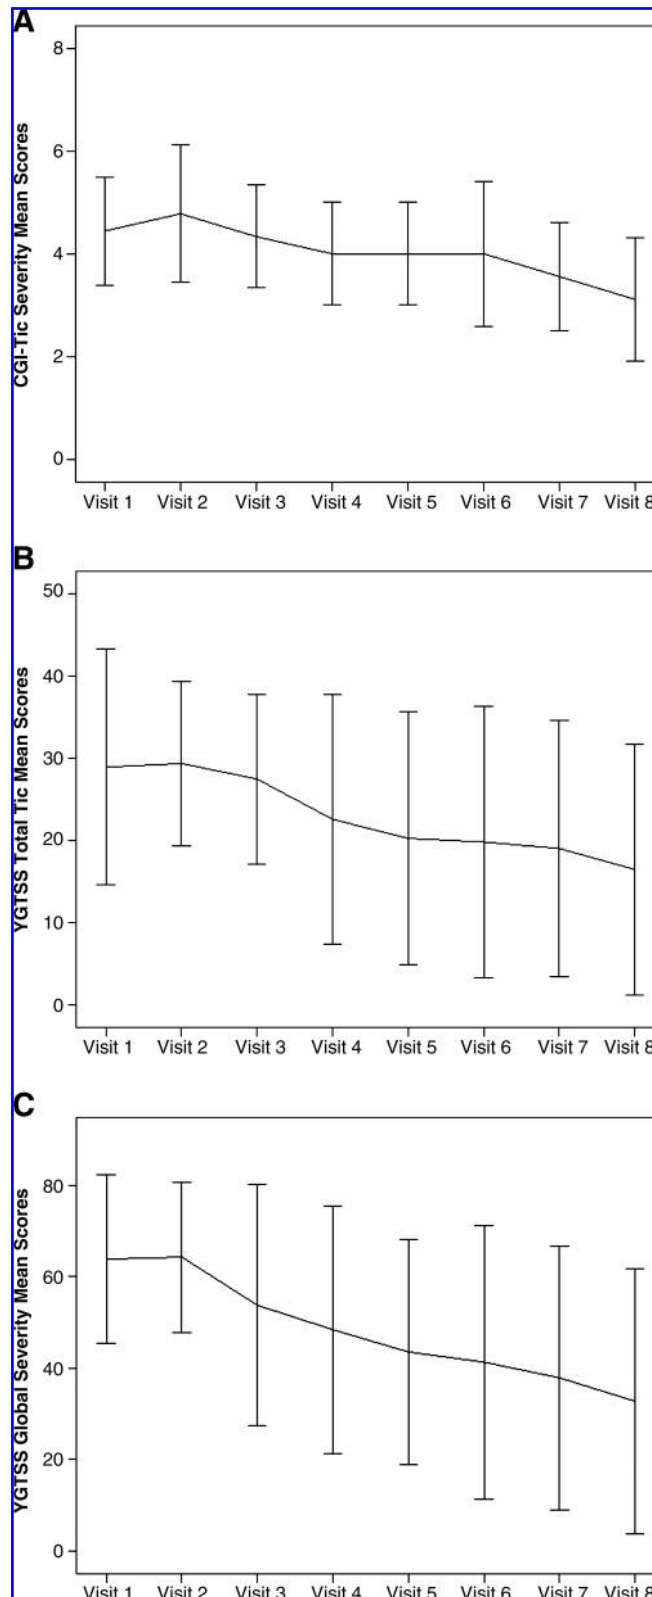 A
CGI-Tic Severity Mean Scores
8
6
4
2
0
Visit 1 Visit 2 Visit 3 Visit 4 Visit 5 Visit 6 Visit 7 Visit 8
B
YGTSS Total Tic Mean Scores
50
40
30
20
10
0
Visit 1 Visit 2 Visit 3 Visit 4 Visit 5 Visit 6 Visit 7 Visit 8
C
YGTSS Global Severity Mean Scores
80
60
40
20
0
Visit 1 Visit 2 Visit 3 Visit 4 Visit 5 Visit 6 Visit 7 Visit 8